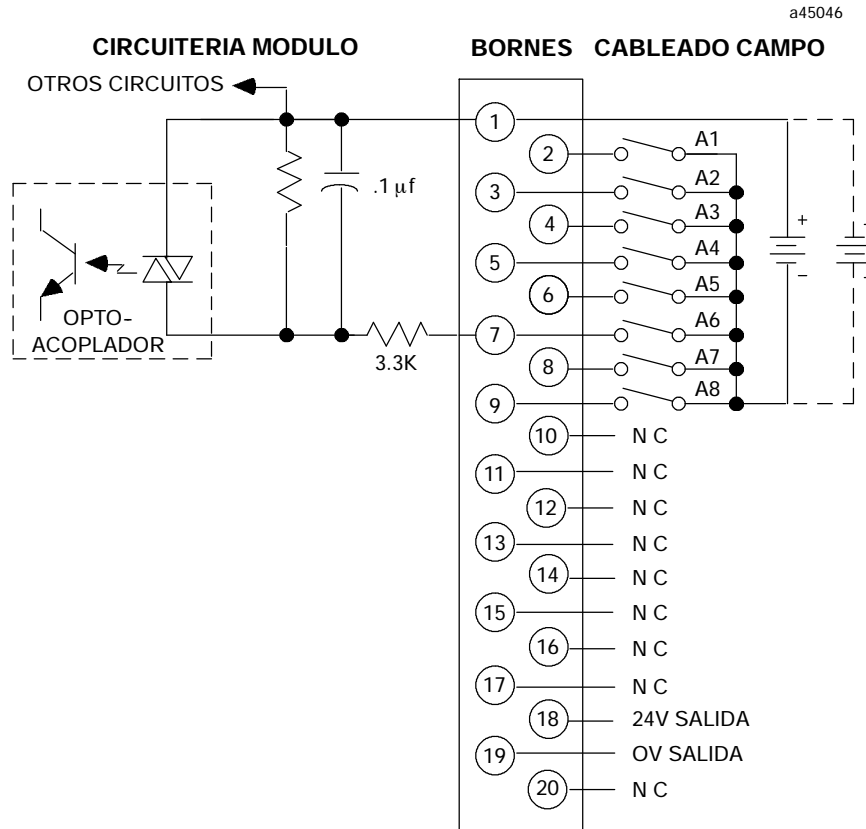 a45046
CIRCUITERIA MODULO
BORNES
CABLEADO CAMPO
OTROS CIRCUITOS
1
2
A1
3
A2
.1 µf
4
A3
5
A4
6
A5
OPTO-
ACOPLADOR
7
A6
3.3K
8
A7
9
A8
+
−
+
−
10
N C
11
N C
12
N C
13
N C
14
N C
15
N C
16
N C
17
N C
18
24V SALIDA
19
OV SALIDA
20
N C